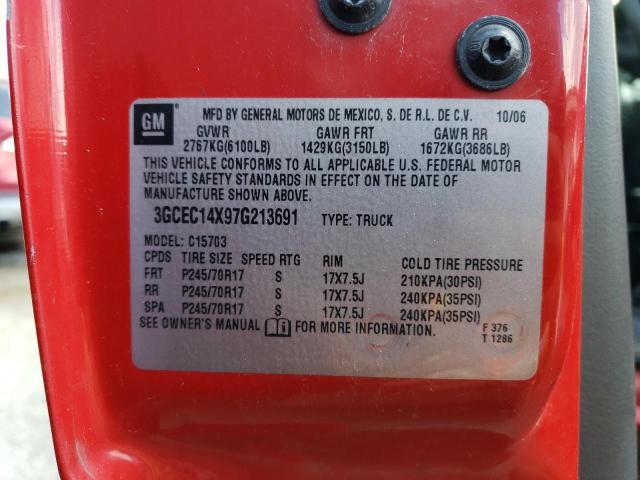 GM MFD BY GENERAL MOTORS DE MEXICO, S. DE R.L. DE C.V. 10/06
GVWR GAWR FRT GAWR RR
2767KG(6100LB) 1429KG(3150LB) 1672KG(3686LB)
THIS VEHICLE CONFORMS TO ALL APPLICABLE U.S. FEDERAL MOTOR
VEHICLE SAFETY STANDARDS IN EFFECT ON THE DATE OF
MANUFACTURE SHOWN ABOVE.
3GCEC14X97G213691 TYPE: TRUCK
MODEL: C15703
CPDS TIRE SIZE SPEED RTG RIM COLD TIRE PRESSURE
FRT P245/70R17 S 17X7.5J 210KPA(30PSI)
RR P245/70R17 S 17X7.5J 240KPA(35PSI)
SPA P245/70R17 S 17X7.5J 240KPA(35PSI)
SEE OWNER'S MANUAL FOR MORE INFORMATION. F 376
T 1286